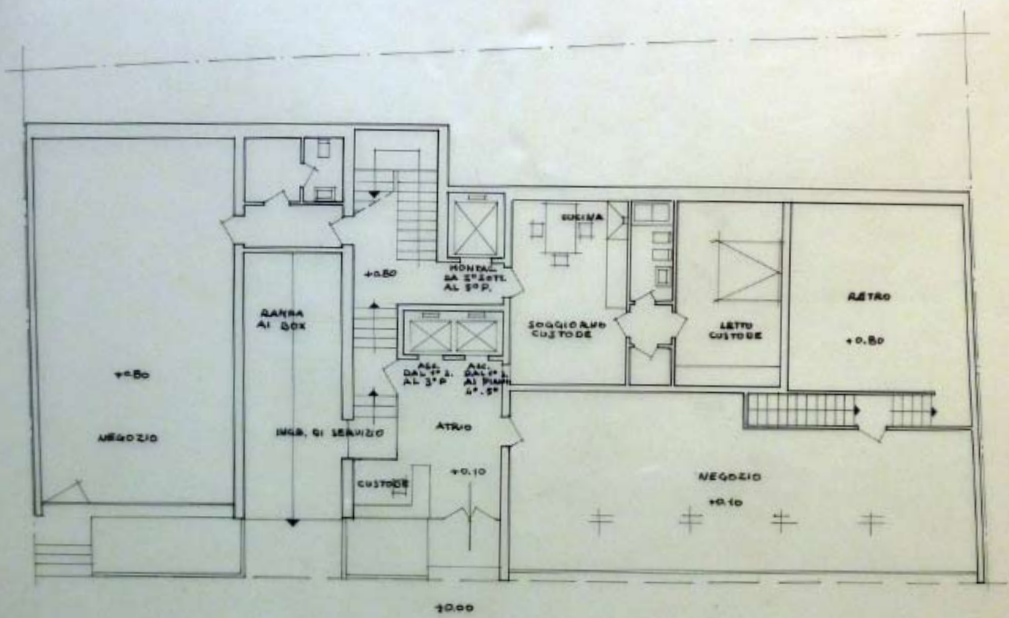 CUCINA
+0.80
MONTAC.
DA 3° SOTT.
AL 5° P.
RAMPA
AI BOX
SOGGIORNO
CUSTODE
LETTO
CUSTODE
RETRO
+0.80
+0.80
ASC.
DAL 1° S.
AL 3° P
ASC.
DAL 1° S.
AI PIANI
4°. 5°
NEGOZIO
INGR. DI SERVIZIO
ATRIO
+0.10
CUSTODE
NEGOZIO
+0.10
±0.00